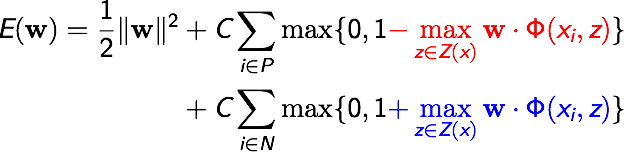 E(𝐰) = 1/2 ‖𝐰‖² + C ∑_{i∈P} max{0, 1 − max_{z∈Z(x)} 𝐰 · Φ(x_i, z)}
+ C ∑_{i∈N} max{0, 1 + max_{z∈Z(x)} 𝐰 · Φ(x_i, z)}